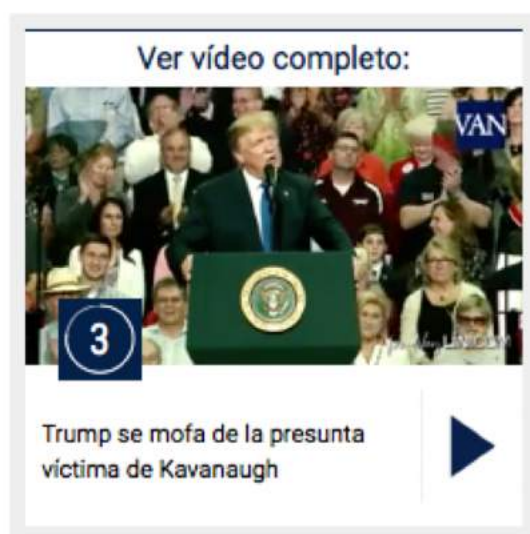 Ver vídeo completo:
VAN
3
Trump se mofa de la presunta
víctima de Kavanaugh